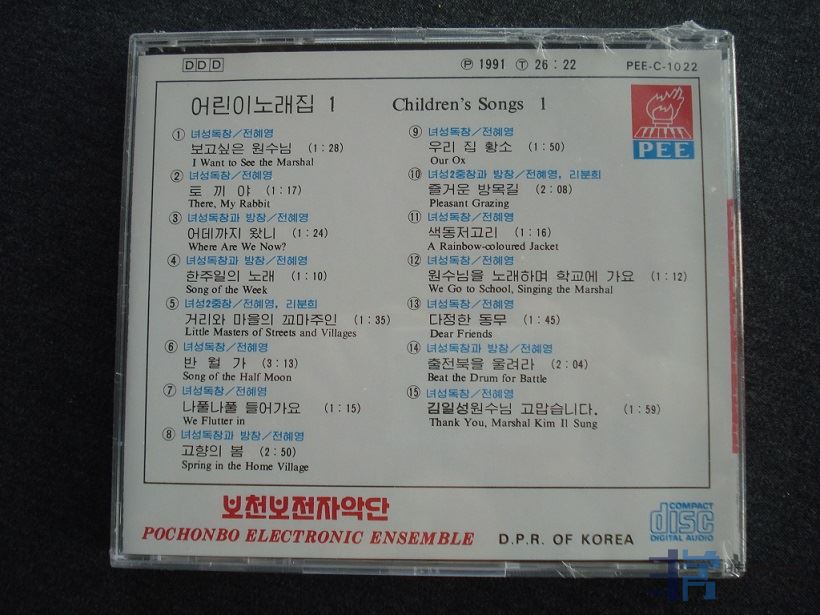 DDD
Ⓟ 1991 Ⓣ 26 : 22
PEE-C-1022
어린이노래집 1 Children's Songs 1
PEE
① 녀성독창/전혜영
보고싶은 원수님 (1:28)
I Want to See the Marshal
② 녀성독창/전혜영
토 끼 야 (1:17)
There, My Rabbit
③ 녀성독창과 방창/전혜영
어데까지 왔니 (1:24)
Where Are We Now?
④ 녀성독창과 방창/전혜영
한주일의 노래 (1:10)
Song of the Week
⑤ 녀성2중창/전혜영, 리분희
거리와 마을의 꼬마주인 (1:35)
Little Masters of Streets and Villages
⑥ 녀성독창/전혜영
반 월 가 (3:13)
Song of the Half Moon
⑦ 녀성독창/전혜영
나풀나풀 들어가요 (1:15)
We Flutter in
⑧ 녀성독창과 방창/전혜영
고향의 봄 (2:50)
Spring in the Home Village
⑨ 녀성독창/전혜영
우리 집 황소 (1:50)
Our Ox
⑩ 녀성2중창과 방창/전혜영, 리분희
즐거운 방목길 (2:08)
Pleasant Grazing
⑪ 녀성독창/전혜영
색동저고리 (1:16)
A Rainbow-coloured Jacket
⑫ 녀성독창/전혜영
원수님을 노래하며 학교에 가요 (1:12)
We Go to School, Singing the Marshal
⑬ 녀성독창/전혜영
다정한 동무 (1:45)
Dear Friends
⑭ 녀성독창과 방창/전혜영
출전북을 울려라 (2:04)
Beat the Drum for Battle
⑮ 녀성독창/전혜영
김일성원수님 고맙습니다. (1:59)
Thank You, Marshal Kim Il Sung
보천보전자악단
POCHONBO ELECTRONIC ENSEMBLE
D.P.R. OF KOREA
COMPACT
disc
DIGITAL AUDIO